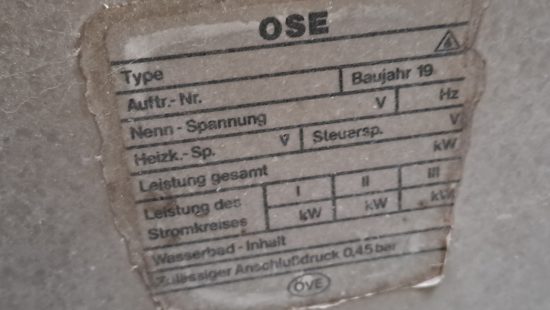 OSE
Type
Auftr.-Nr. Baujahr 19
Nenn-Spannung V Hz
Heizk.-Sp. V Steuersp. V
Leistung gesamt kW
Leistung des Stromkreises I II III
kW kW kW
Wasserbad-Inhalt
Zulässiger Anschlußdruck 0,45 bar
ÖVE